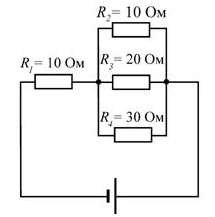 R₂= 10 Ом
R₁= 10 Ом
R₃= 20 Ом
R₄= 30 Ом